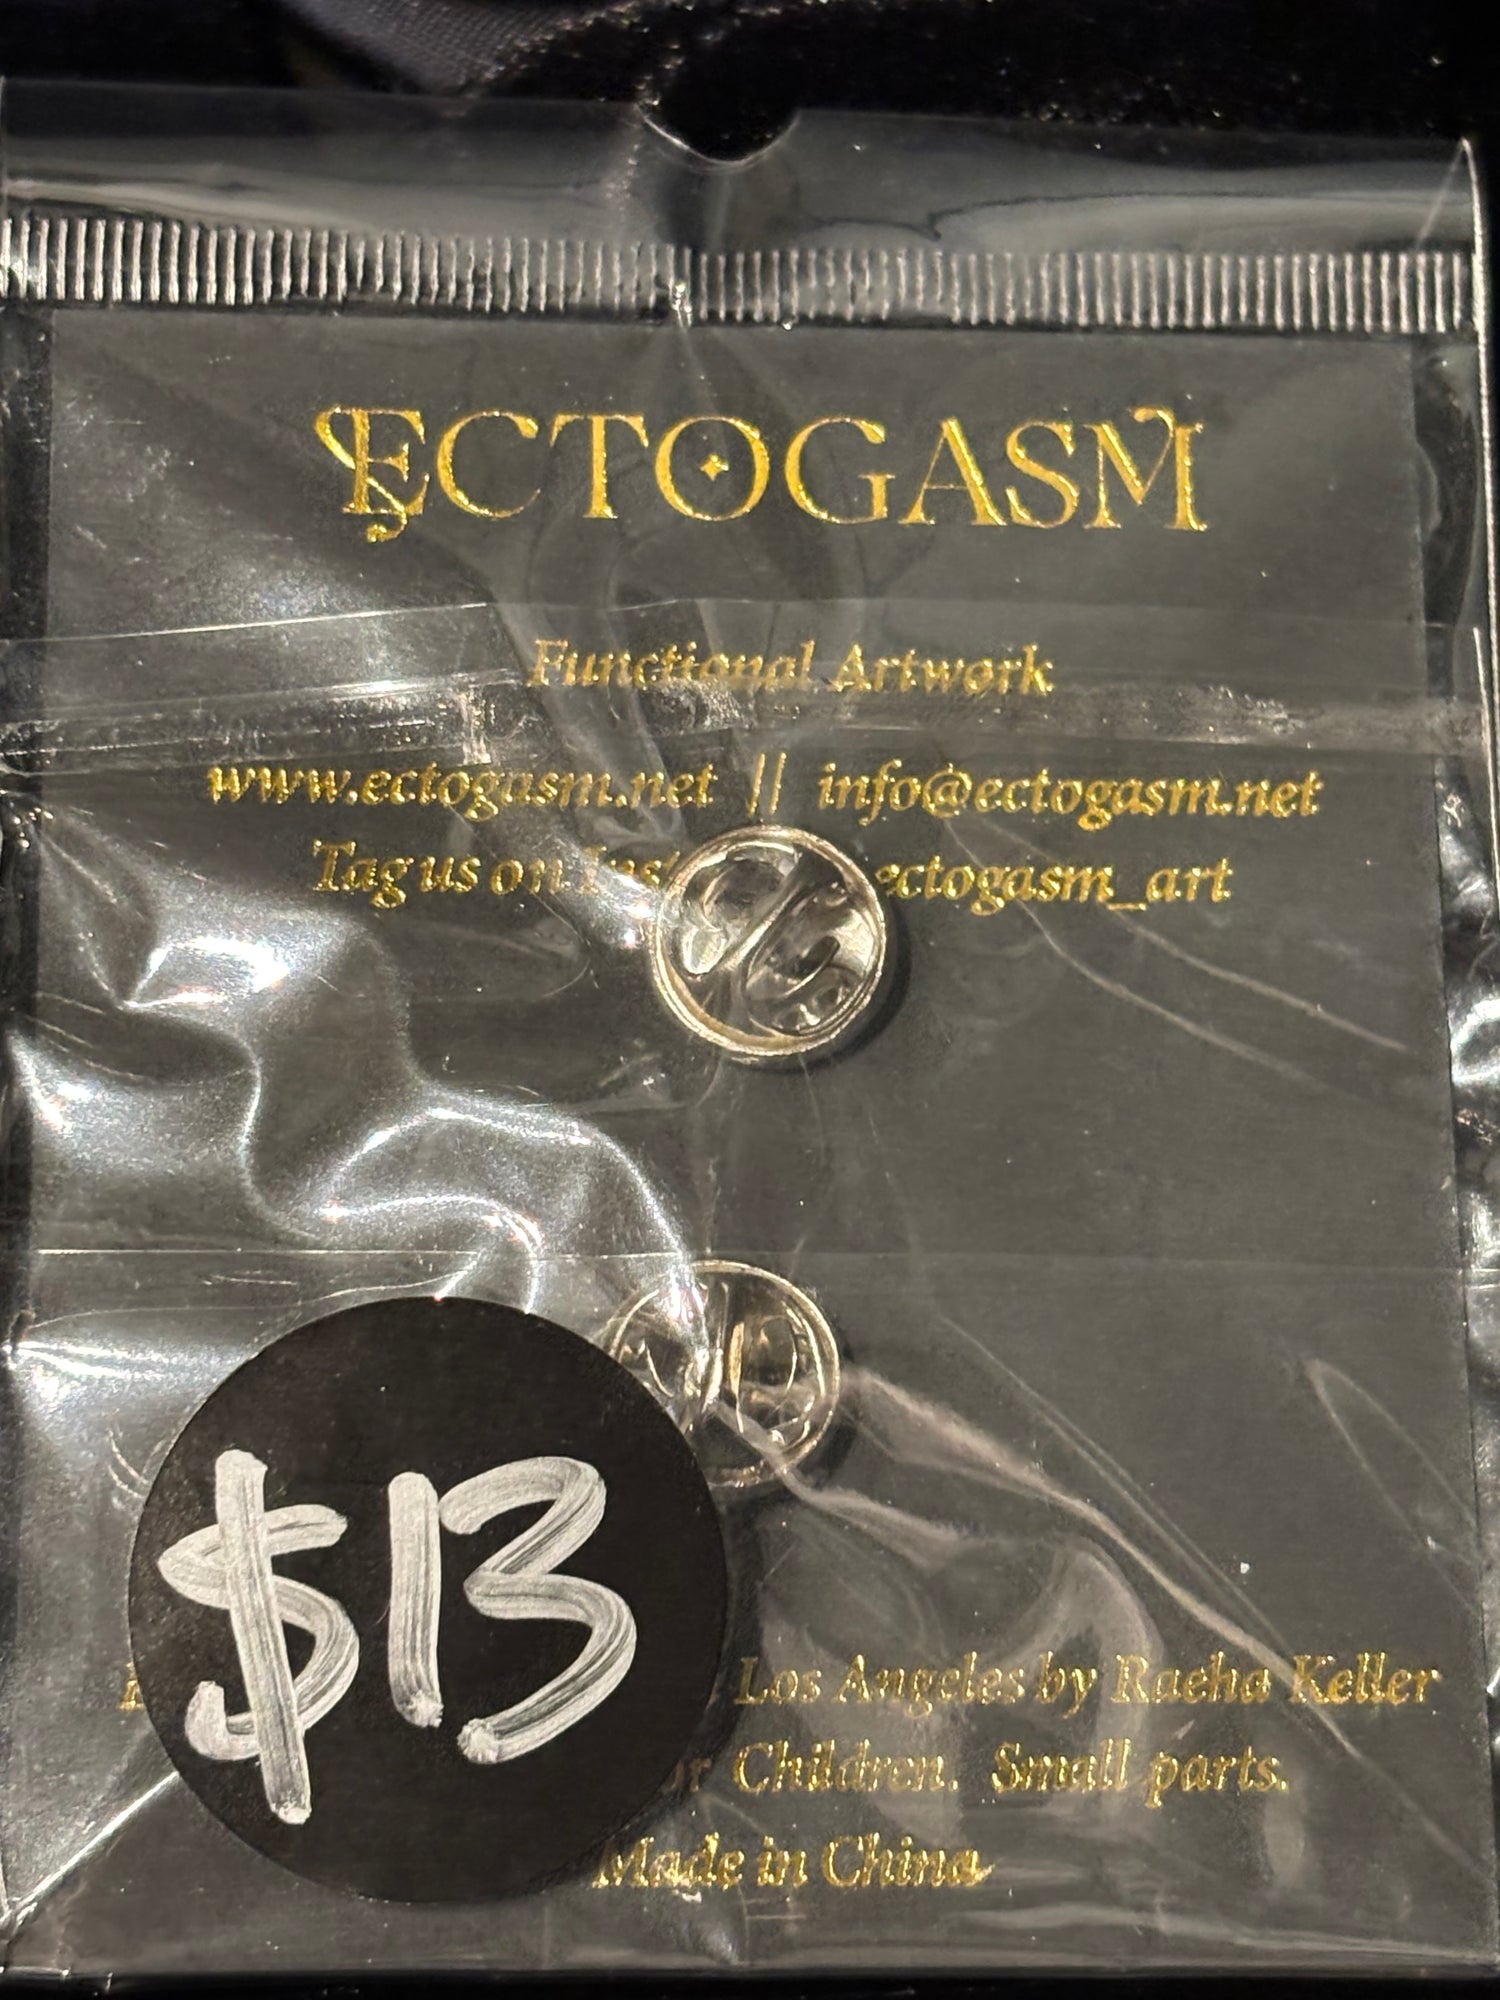 ECTOGASM
Functional Artwork
www.ectogasm.net || info@ectogasm.net
Tag us on ectogasm_art
$13
Los Angeles by Raeha Keller
Children. Small parts.
Made in China